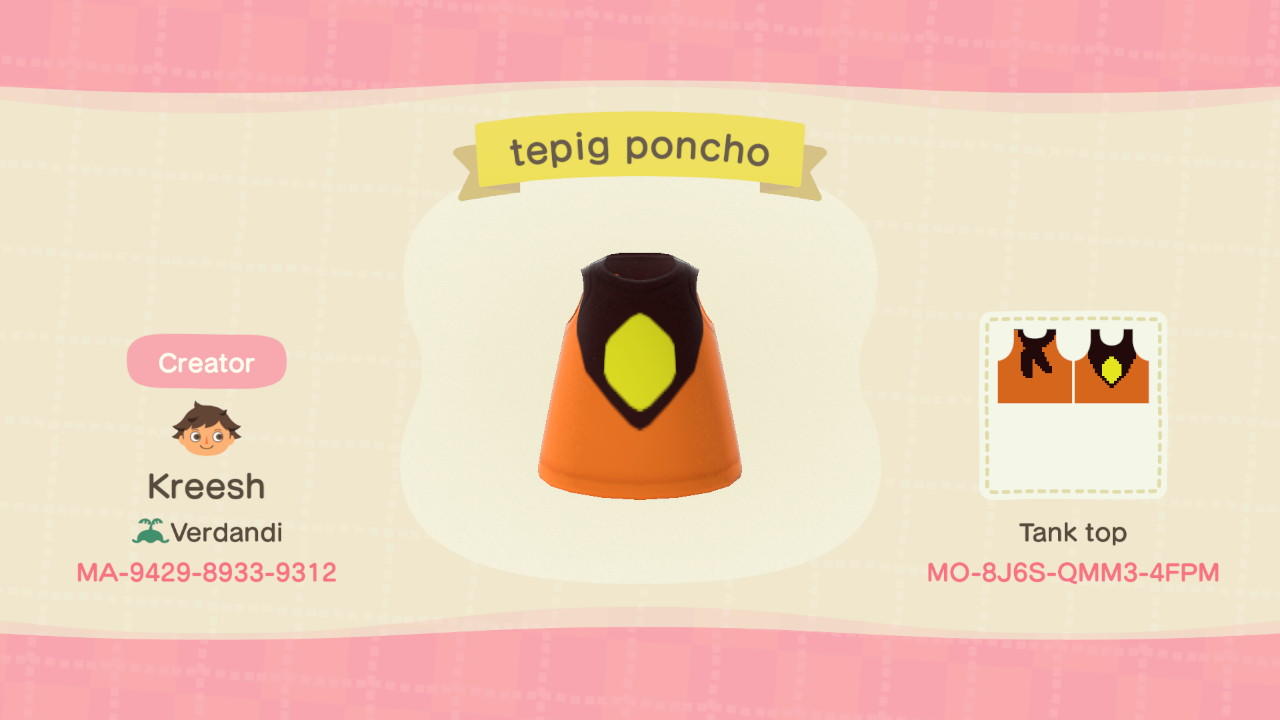 tepig poncho
Creator
Kreesh
Verdandi
MA-9429-8933-9312
Tank top
MO-8J6S-QMM3-4FPM